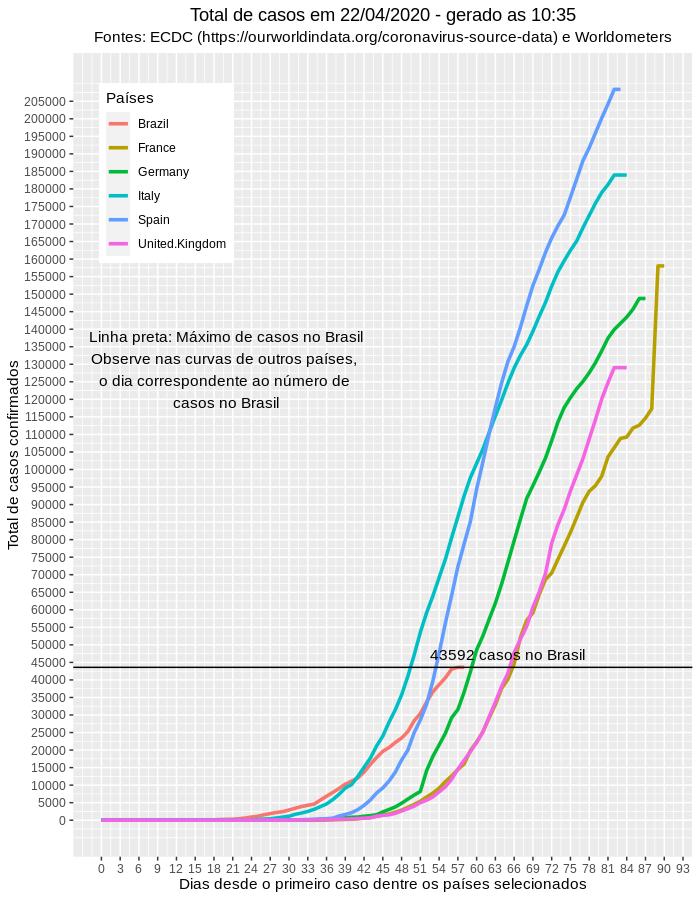 Total de casos em 22/04/2020 - gerado as 10:35
Fontes: ECDC (https://ourworldindata.org/coronavirus-source-data) e Worldometers
Países
Brazil
France
Germany
Italy
Spain
United.Kingdom
Linha preta: Máximo de casos no Brasil
Observe nas curvas de outros países,
o dia correspondente ao número de
casos no Brasil
43592 casos no Brasil
Total de casos confirmados
205000
200000
195000
190000
185000
180000
175000
170000
165000
160000
155000
150000
145000
140000
135000
130000
125000
120000
115000
110000
105000
100000
95000
90000
85000
80000
75000
70000
65000
60000
55000
50000
45000
40000
35000
30000
25000
20000
15000
10000
5000
0
0 3 6 9 12 15 18 21 24 27 30 33 36 39 42 45 48 51 54 57 60 63 66 69 72 75 78 81 84 87 90 93
Dias desde o primeiro caso dentre os países selecionados